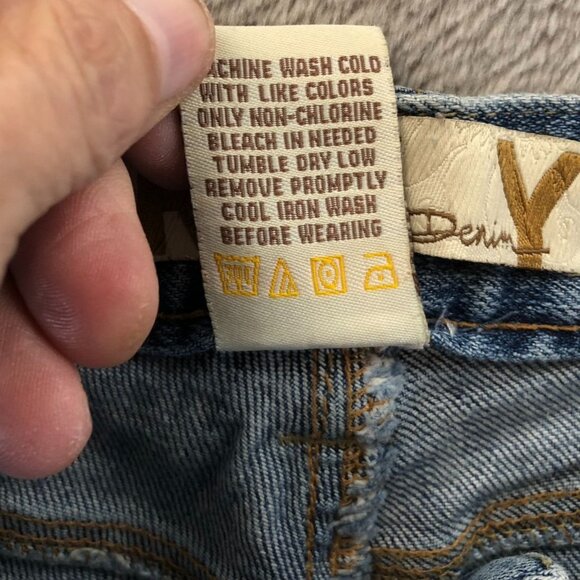 ACHINE WASH COLD
WITH LIKE COLORS
ONLY NON-CHLORINE
BLEACH IN NEEDED
TUMBLE DRY LOW
REMOVE PROMPTLY
COOL IRON WASH
BEFORE WEARING
Denim Y